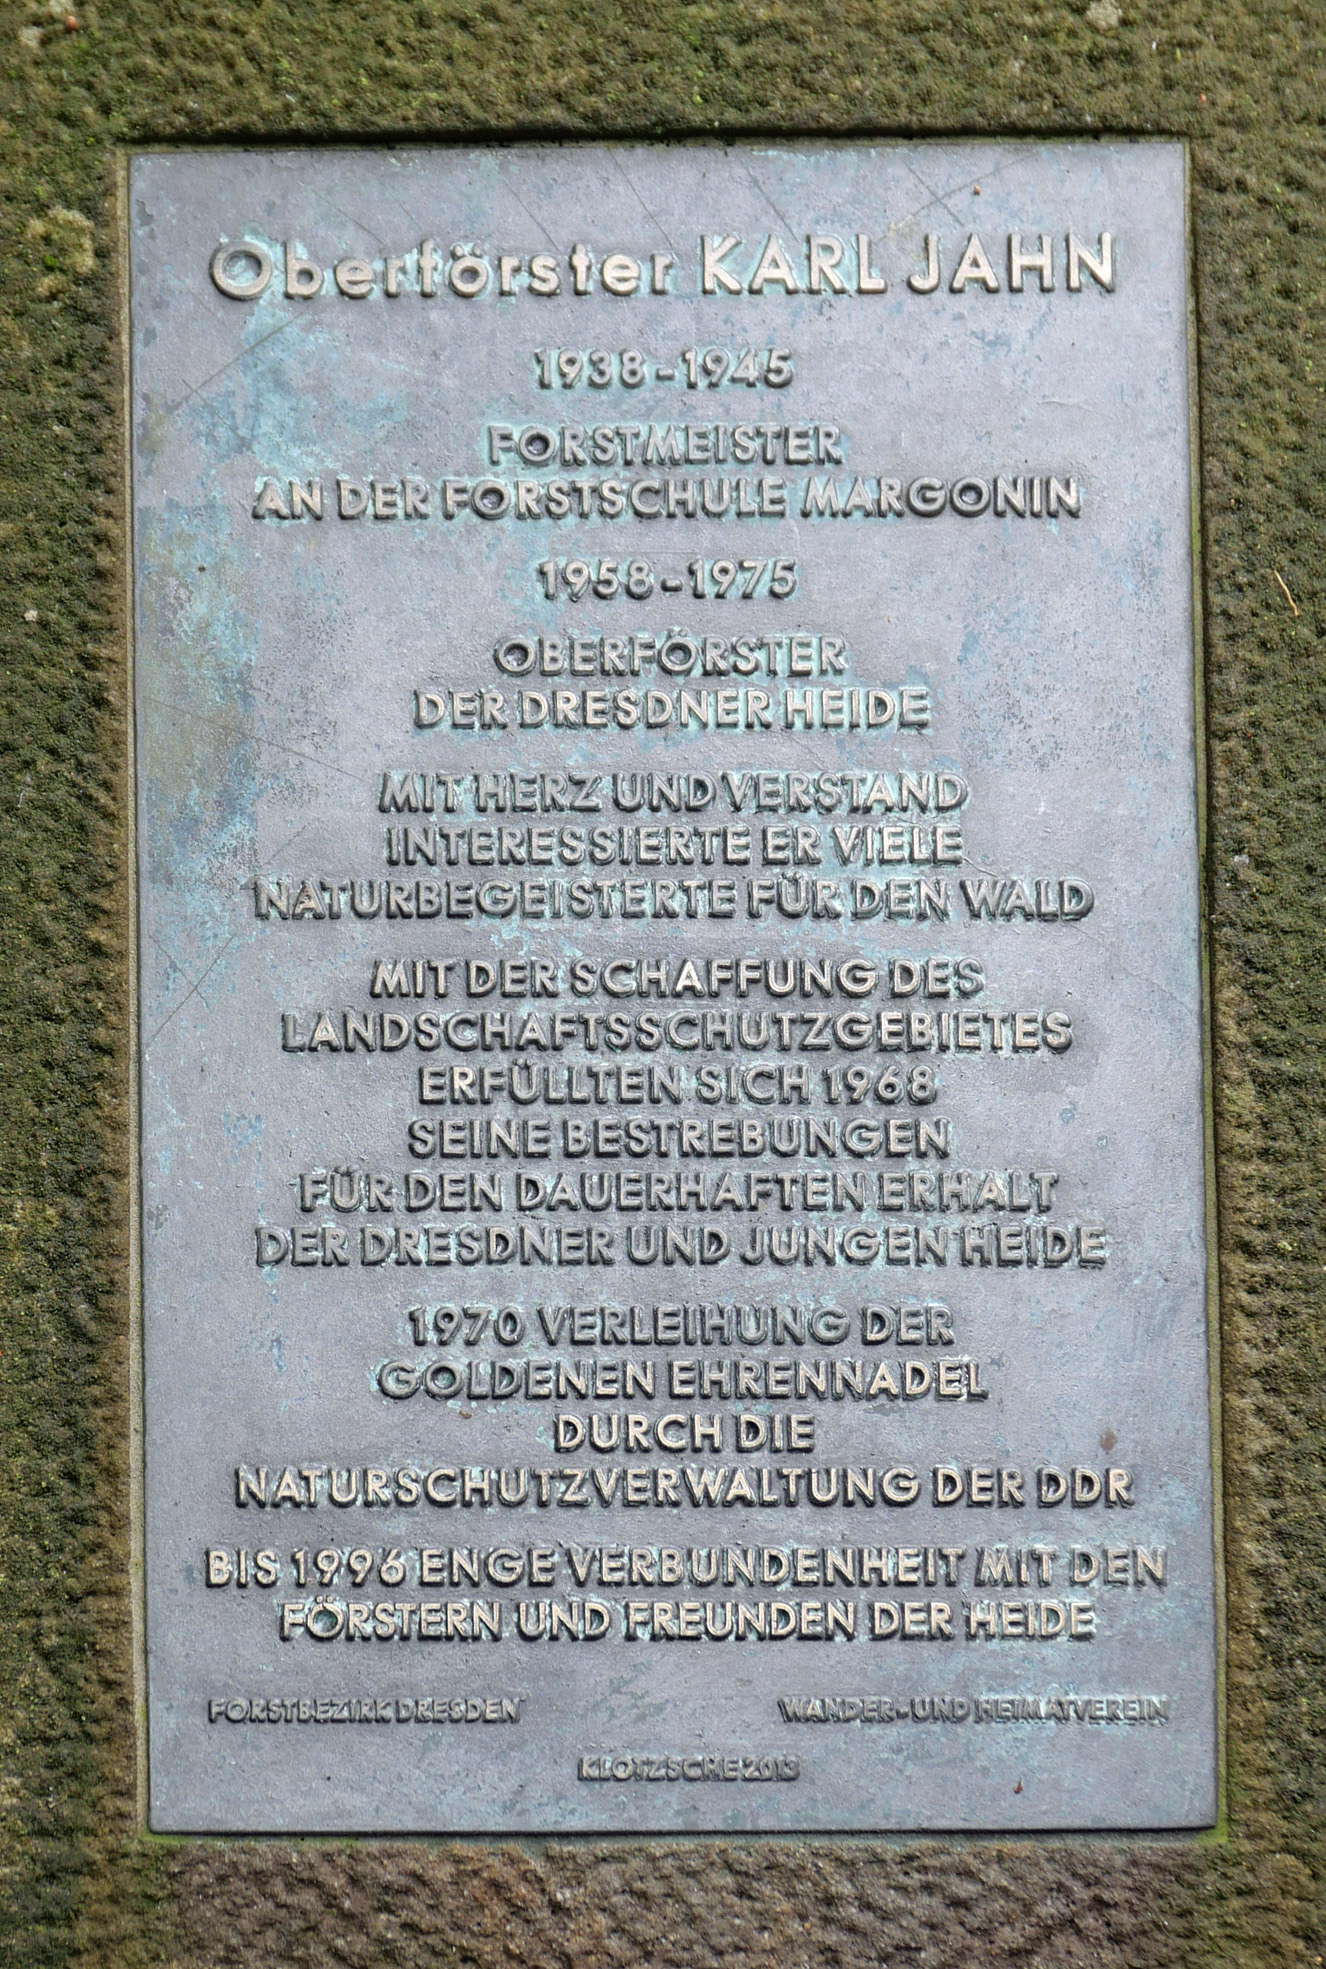 Oberförster KARL JAHN
1938-1945
FORSTMEISTER
AN DER FORSTSCHULE MARGONIN
1958-1975
OBERFÖRSTER
DER DRESDNER HEIDE
MIT HERZ UND VERSTAND
INTERESSIERTE ER VIELE
NATURBEGEISTERTE FÜR DEN WALD
MIT DER SCHAFFUNG DES
LANDSCHAFTSSCHUTZGEBIETES
ERFÜLLTEN SICH 1968
SEINE BESTREBUNGEN
FÜR DEN DAUERHAFTEN ERHALT
DER DRESDNER UND JUNGEN HEIDE
1970 VERLEIHUNG DER
GOLDENEN EHRENNADEL
DURCH DIE
NATURSCHUTZVERWALTUNG DER DDR
BIS 1996 ENGE VERBUNDENHEIT MIT DEN
FÖRSTERN UND FREUNDEN DER HEIDE
FORSTBEZIRK DRESDEN WANDER- UND HEIMATVEREIN
KLOTZSCHE 2013